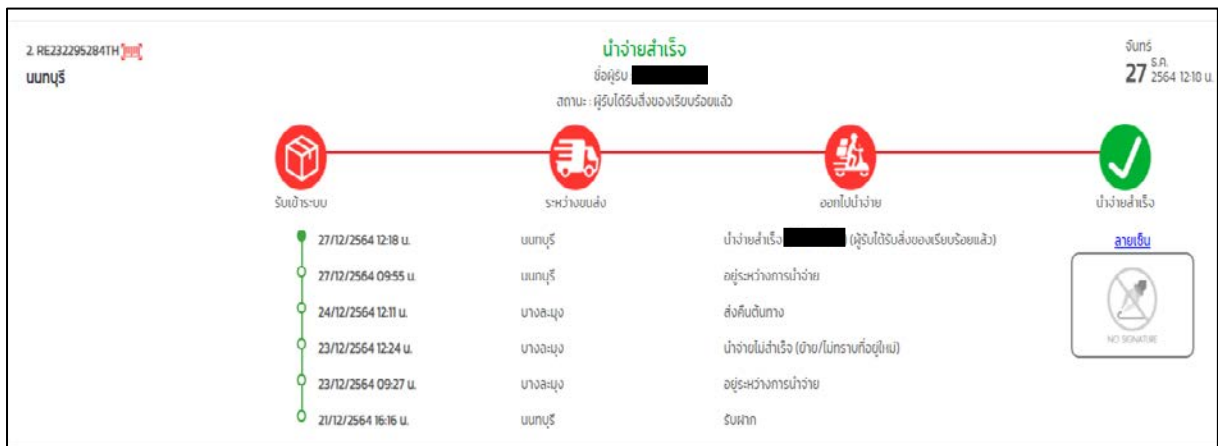 2. RE232295284TH
นนทบุรี
นำจ่ายสำเร็จ
ชื่อผู้รับ :
สถานะ : ผู้รับได้รับสิ่งของเรียบร้อยแล้ว
จันทร์
27 ธ.ค. 2564 12:18 น.
รับเข้าระบบ
ระหว่างขนส่ง
ออกไปนำจ่าย
นำจ่ายสำเร็จ
27/12/2564 12:18 น. นนทบุรี นำจ่ายสำเร็จ (ผู้รับได้รับสิ่งของเรียบร้อยแล้ว)
ลายเซ็น
27/12/2564 09:55 น. นนทบุรี อยู่ระหว่างการนำจ่าย
24/12/2564 12:11 น. บางละมุง ส่งคืนต้นทาง
23/12/2564 12:24 น. บางละมุง นำจ่ายไม่สำเร็จ (ย้าย/ไม่ทราบที่อยู่ใหม่)
NO SIGNATURE
23/12/2564 09:27 น. บางละมุง อยู่ระหว่างการนำจ่าย
21/12/2564 16:16 น. นนทบุรี รับฝาก